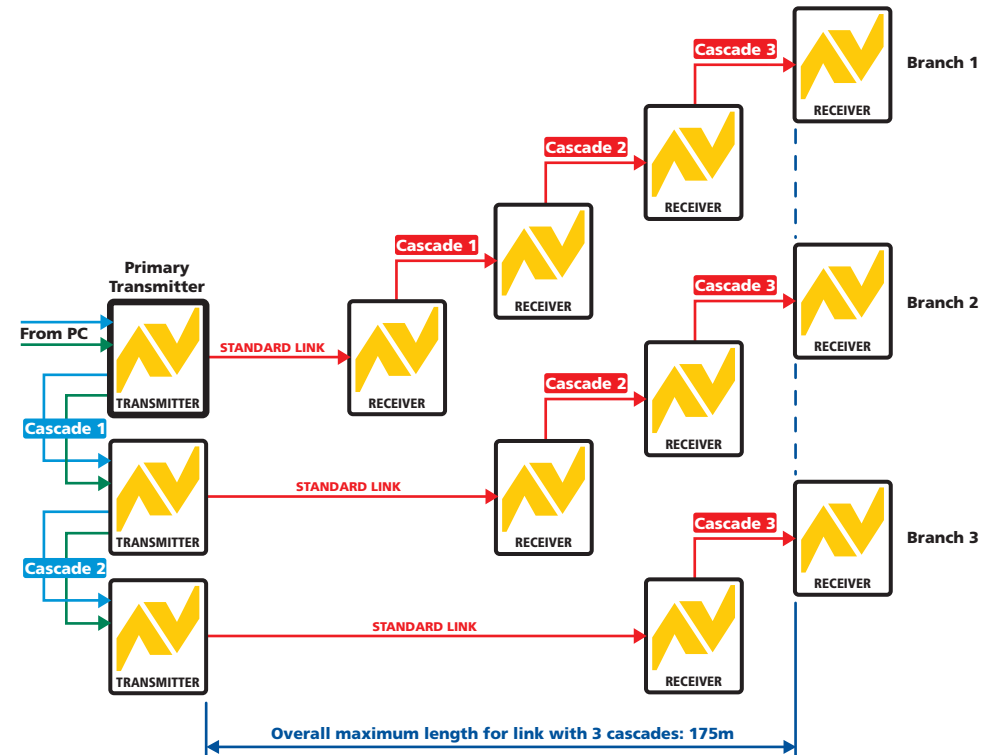 Cascade 3
RECEIVER
Branch 1
Cascade 2
RECEIVER
Cascade 1
RECEIVER
Primary
Transmitter
From PC
TRANSMITTER
STANDARD LINK
RECEIVER
Cascade 3
RECEIVER
Branch 2
Cascade 2
RECEIVER
Cascade 1
TRANSMITTER
STANDARD LINK
RECEIVER
Cascade 3
RECEIVER
Branch 3
Cascade 2
TRANSMITTER
STANDARD LINK
RECEIVER
Overall maximum length for link with 3 cascades: 175m